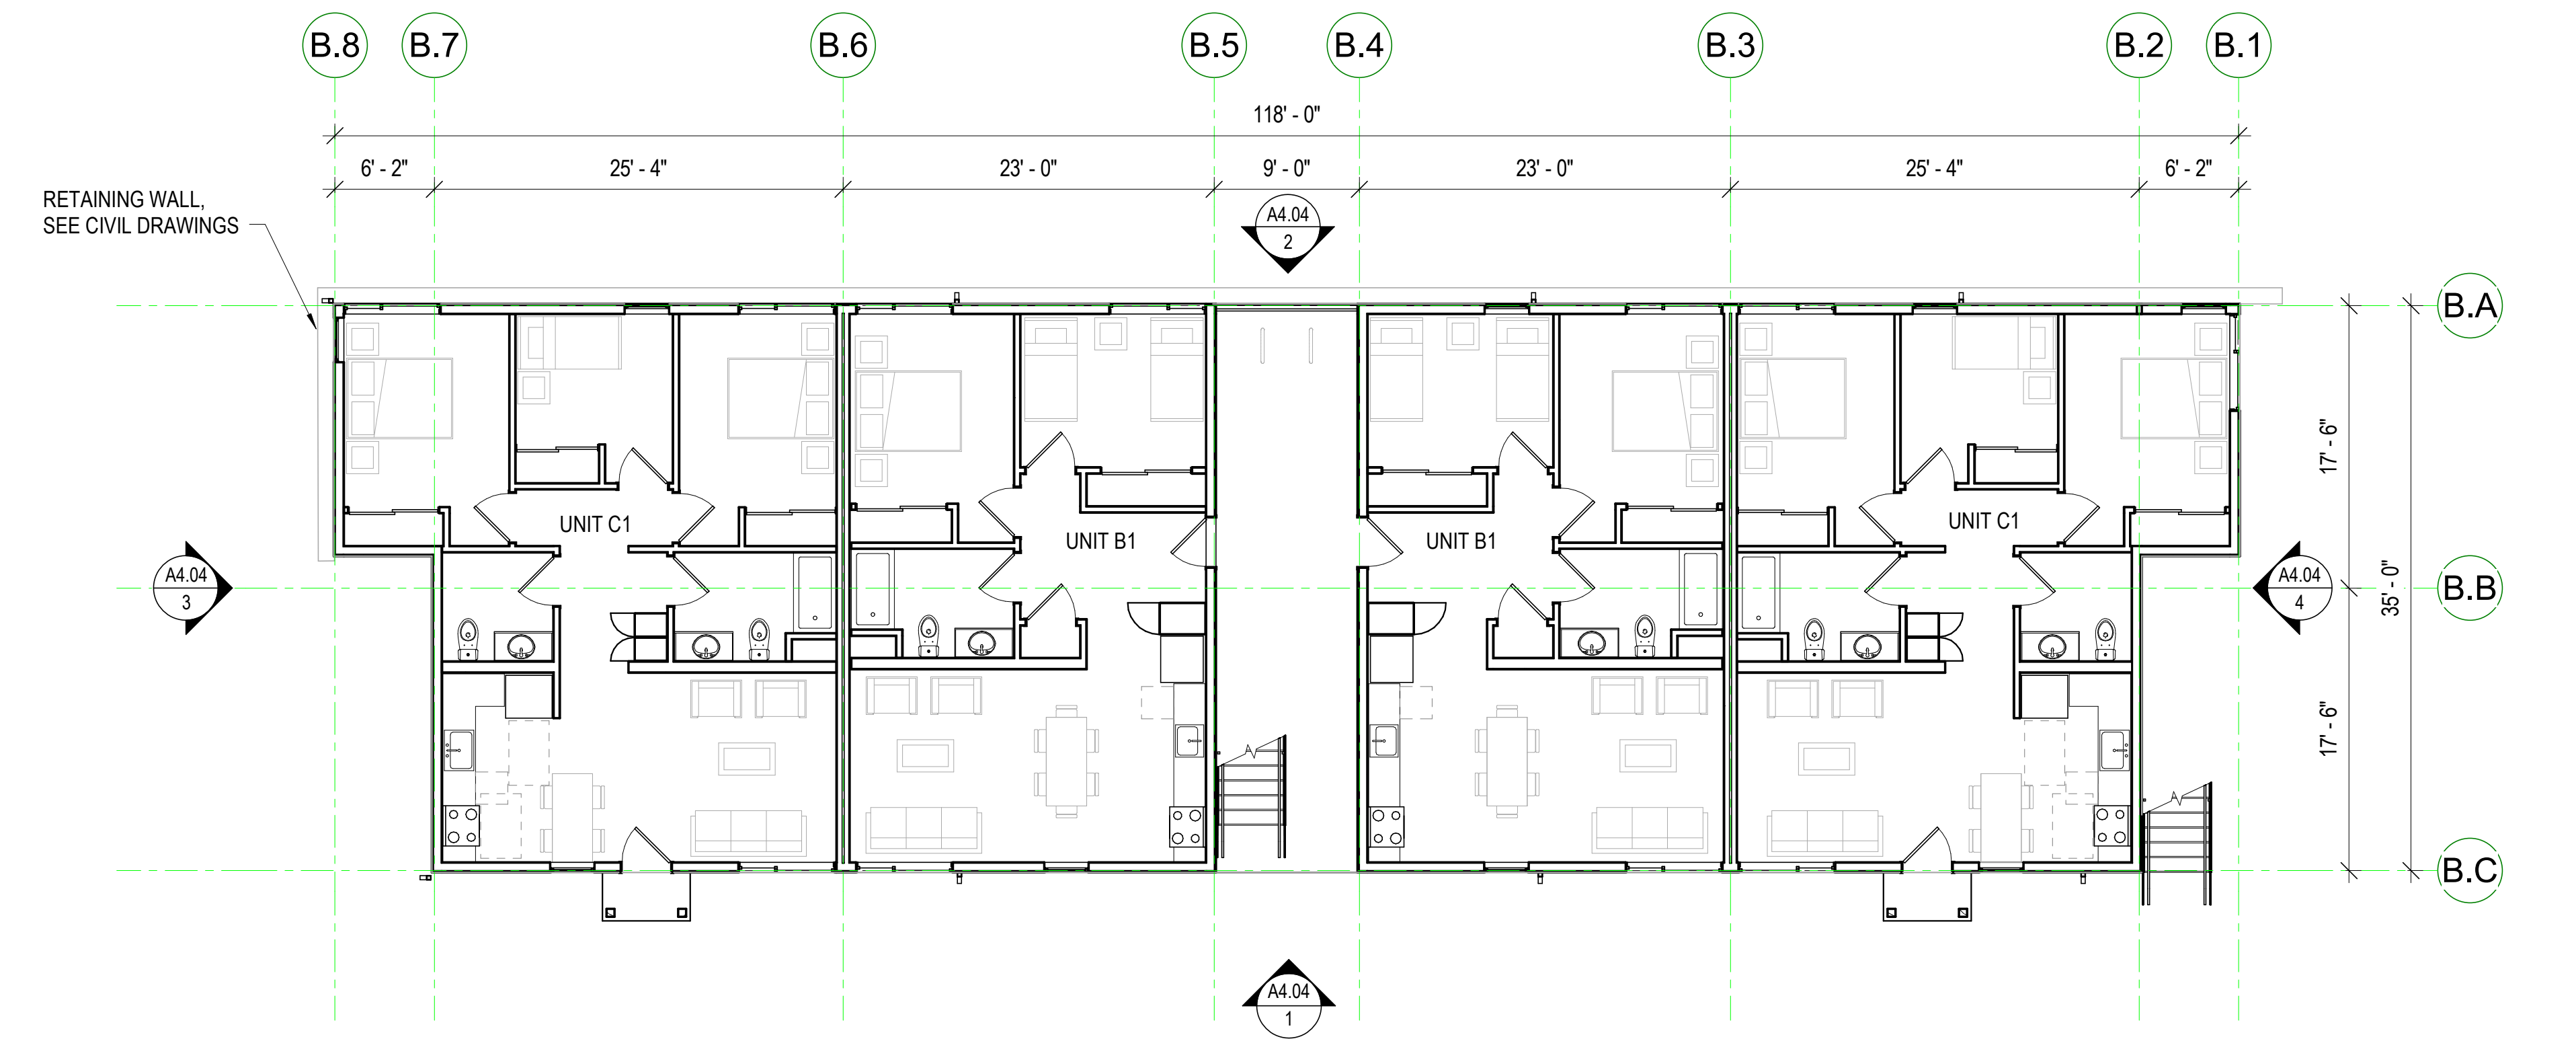 B.8 B.7 B.6 B.5 B.4 B.3 B.2 B.1
118' - 0"
6' - 2" 25' - 4" 23' - 0" 9' - 0" 23' - 0" 25' - 4" 6' - 2"
RETAINING WALL,
SEE CIVIL DRAWINGS
A4.04
2
B.A
17' - 6"
UNIT C1
UNIT B1
UNIT B1
UNIT C1
A4.04
3
A4.04
4
B.B
35' - 0"
17' - 6"
B.C
A4.04
1